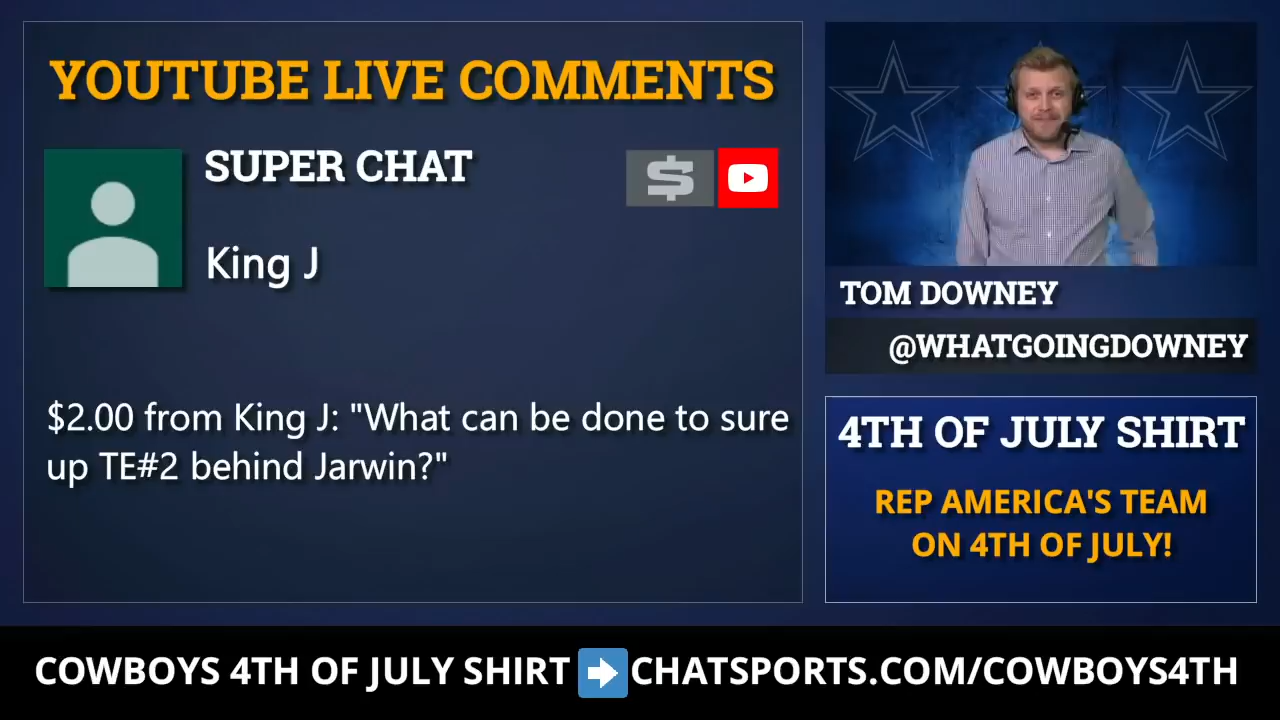 YOUTUBE LIVE COMMENTS
SUPER CHAT
$
King J
$2.00 from King J: "What can be done to sure
up TE#2 behind Jarwin?"
TOM DOWNEY
@WHATGOINGDOWNEY
4TH OF JULY SHIRT
REP AMERICA'S TEAM
ON 4TH OF JULY!
COWBOYS 4TH OF JULY SHIRT ➡ CHATSPORTS.COM/COWBOYS4TH